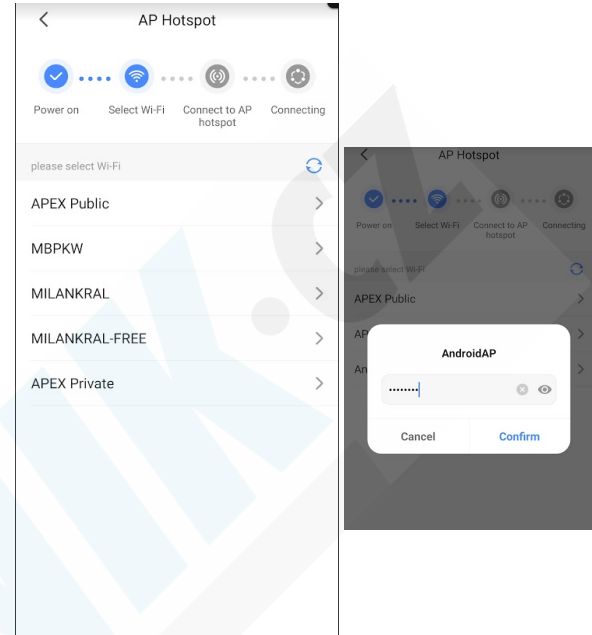 AP Hotspot
Power on
Select Wi-Fi
Connect to AP
hotspot
Connecting
please select Wi-Fi
APEX Public
MBPKW
MILANKRAL
MILANKRAL-FREE
APEX Private
AP Hotspot
Power on
Select Wi-Fi
Connect to AP
hotspot
Connecting
please select Wi-Fi
APEX Public
AP
An
AndroidAP
••••••••
Cancel
Confirm